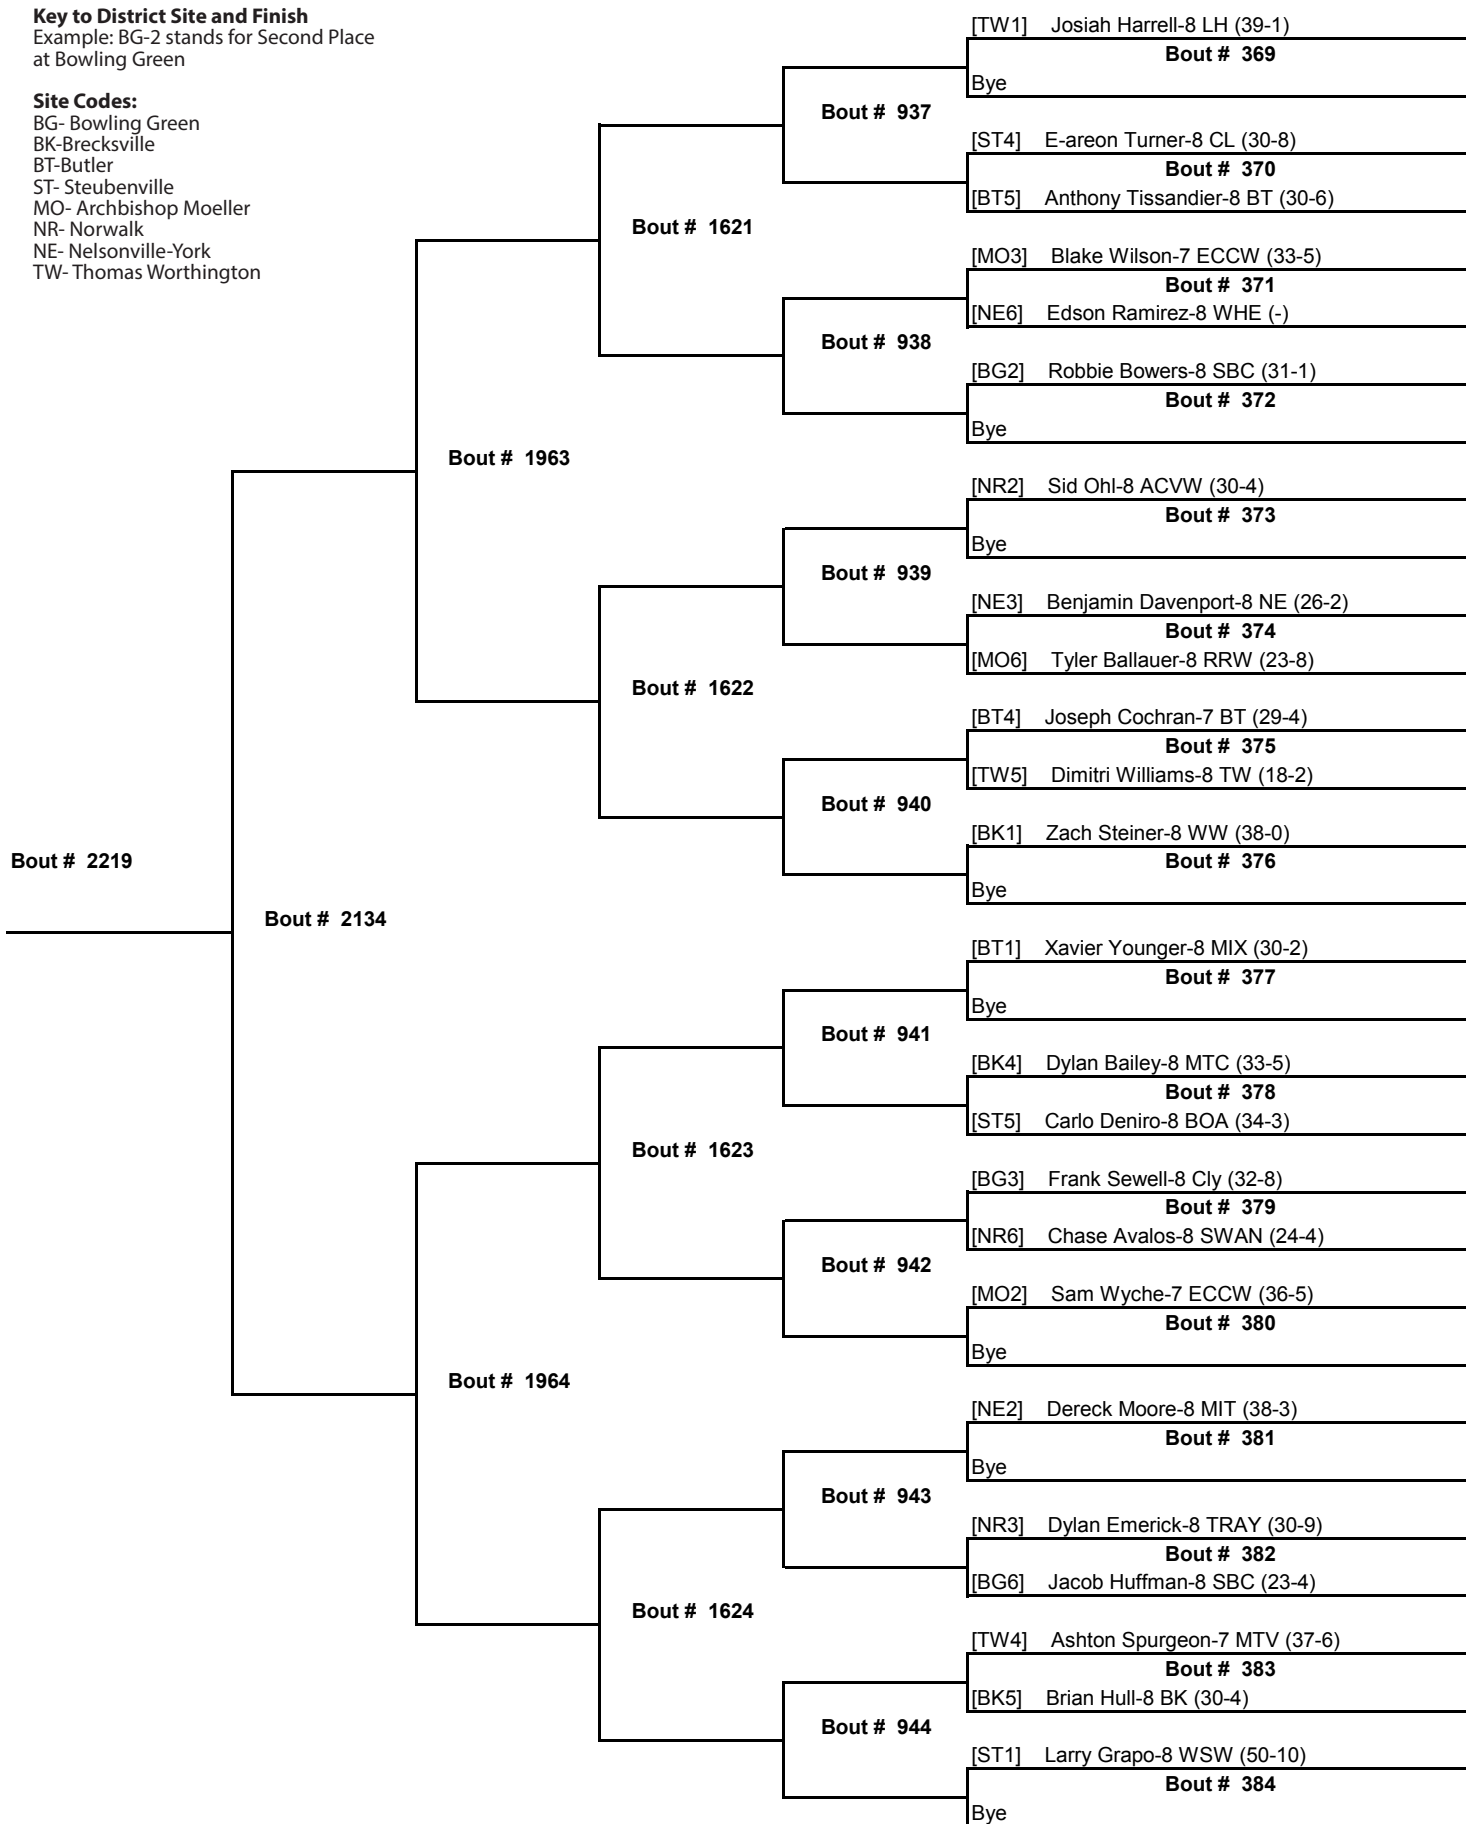 Key to District Site and Finish
Example: BG-2 stands for Second Place
at Bowling Green
Site Codes:
BG- Bowling Green
BK-Brecksville
BT-Butler
ST- Steubenville
MO- Archbishop Moeller
NR- Norwalk
NE- Nelsonville-York
TW- Thomas Worthington
[TW1] Josiah Harrell-8 LH (39-1)
Bout # 369
Bye
Bout # 937
[ST4] E-areon Turner-8 CL (30-8)
Bout # 370
[BT5] Anthony Tissandier-8 BT (30-6)
Bout # 1621
[MO3] Blake Wilson-7 ECCW (33-5)
Bout # 371
[NE6] Edson Ramirez-8 WHE (-)
Bout # 938
[BG2] Robbie Bowers-8 SBC (31-1)
Bout # 372
Bye
Bout # 1963
[NR2] Sid Ohl-8 ACVW (30-4)
Bout # 373
Bye
Bout # 939
[NE3] Benjamin Davenport-8 NE (26-2)
Bout # 374
[MO6] Tyler Ballauer-8 RRW (23-8)
Bout # 1622
[BT4] Joseph Cochran-7 BT (29-4)
Bout # 375
[TW5] Dimitri Williams-8 TW (18-2)
Bout # 940
[BK1] Zach Steiner-8 WW (38-0)
Bout # 376
Bye
Bout # 2219
Bout # 2134
[BT1] Xavier Younger-8 MIX (30-2)
Bout # 377
Bye
Bout # 941
[BK4] Dylan Bailey-8 MTC (33-5)
Bout # 378
[ST5] Carlo Deniro-8 BOA (34-3)
Bout # 1623
[BG3] Frank Sewell-8 Cly (32-8)
Bout # 379
[NR6] Chase Avalos-8 SWAN (24-4)
Bout # 942
[MO2] Sam Wyche-7 ECCW (36-5)
Bout # 380
Bye
Bout # 1964
[NE2] Dereck Moore-8 MIT (38-3)
Bout # 381
Bye
Bout # 943
[NR3] Dylan Emerick-8 TRAY (30-9)
Bout # 382
[BG6] Jacob Huffman-8 SBC (23-4)
Bout # 1624
[TW4] Ashton Spurgeon-7 MTV (37-6)
Bout # 383
[BK5] Brian Hull-8 BK (30-4)
Bout # 944
[ST1] Larry Grapo-8 WSW (50-10)
Bout # 384
Bye